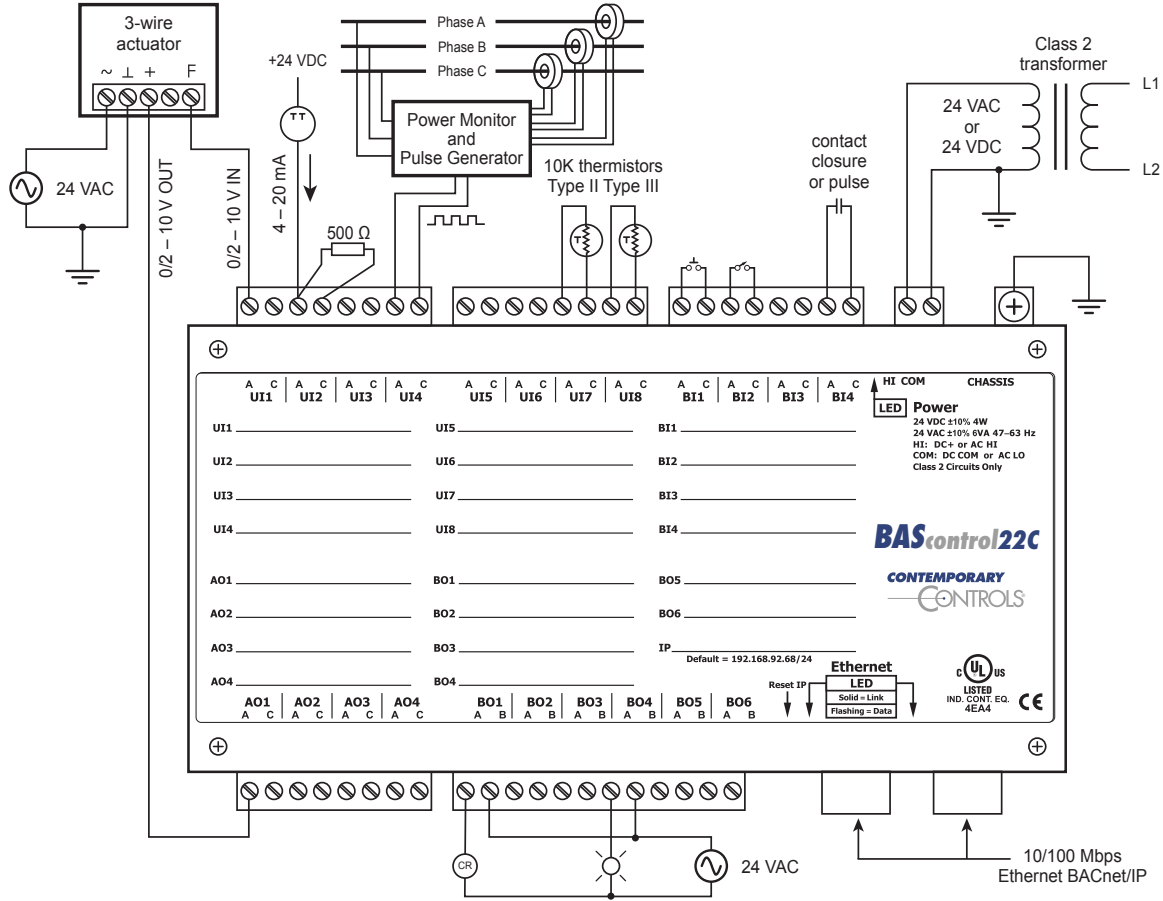 3-wire
actuator
~ ⊥ + F
24 VAC
0/2 – 10 V OUT
0/2 – 10 V IN
+24 VDC
TT
4 – 20 mA
500 Ω
Phase A
Phase B
Phase C
Power Monitor
and
Pulse Generator
10K thermistors
Type II Type III
T
T
contact
closure
or pulse
Class 2
transformer
24 VAC
or
24 VDC
L1
L2
A C A C A C A C
UI1 UI2 UI3 UI4
A C A C A C A C
UI5 UI6 UI7 UI8
A C A C A C A C
BI1 BI2 BI3 BI4
HI COM
CHASSIS
LED
Power
24 VDC ±10% 4W
24 VAC ±10% 6VA 47–63 Hz
HI: DC+ or AC HI
COM: DC COM or AC LO
Class 2 Circuits Only
UI1
UI2
UI3
UI4
UI5
UI6
UI7
UI8
BI1
BI2
BI3
BI4
AO1
AO2
AO3
AO4
BO1
BO2
BO3
BO4
BO5
BO6
IP
Default = 192.168.92.68/24
BAScontrol22C
CONTEMPORARY
CONTROLS®
Reset IP
Ethernet
LED
Solid = Link
Flashing = Data
C UL US
LISTED
IND. CONT. EQ.
4EA4
CE
AO1 AO2 AO3 AO4
A C A C A C A C
BO1 BO2 BO3 BO4 BO5 BO6
A B A B A B A B A B A B
CR
24 VAC
10/100 Mbps
Ethernet BACnet/IP